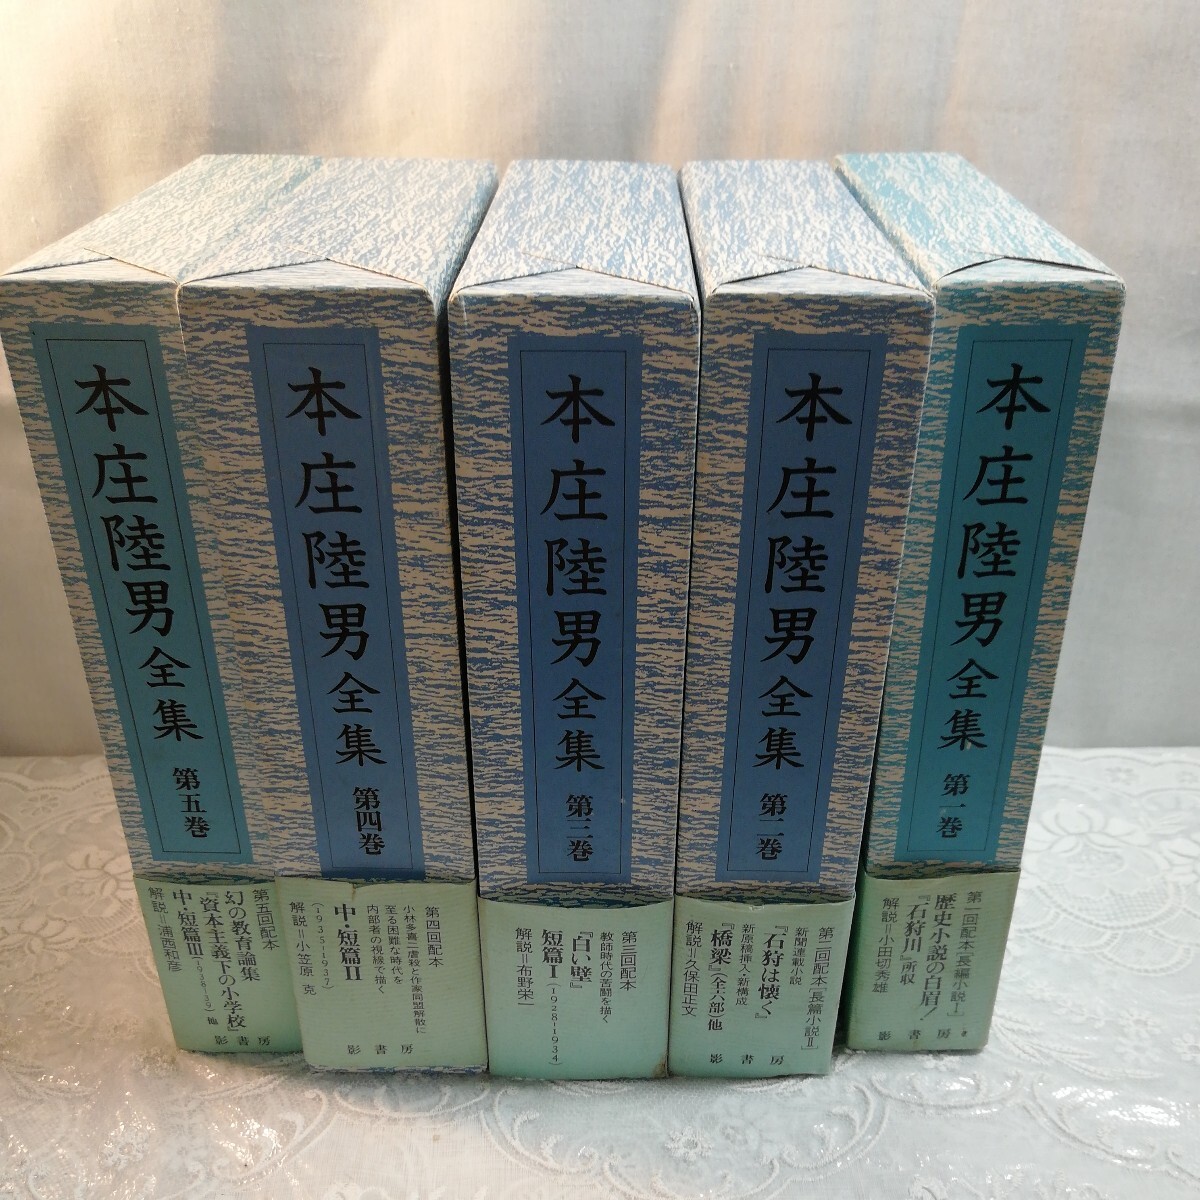 本庄陸男全集 第一巻
第一回配本[長編小説Ⅰ]
歴史小説の白眉!
『石狩川』所収
解説=小田切秀雄
影書房
本庄陸男全集 第二巻
第二回配本[長篇小説Ⅱ]
新聞連載小説
『石狩は懐く』
新原稿挿入・新構成
『橋梁』(全六部)他
解説=久保田正文
影書房
本庄陸男全集 第三巻
第三回配本
教師時代の苦闘を描く
『白い壁』
短篇Ⅰ(1928-1934)
解説=布野栄一
影書房
本庄陸男全集 第四巻
第四回配本
小林多喜二虐殺と作家同盟解散に
至る困難な時代を
内部者の視線で描く
中・短篇Ⅱ
(1935-1937)
解説=小笠原 克
影書房
本庄陸男全集 第五巻
第五回配本
幻の教育論集
『資本主義下の小学校』
中・短篇Ⅲ(1938-39)他
解説=浦西和彦
影書房